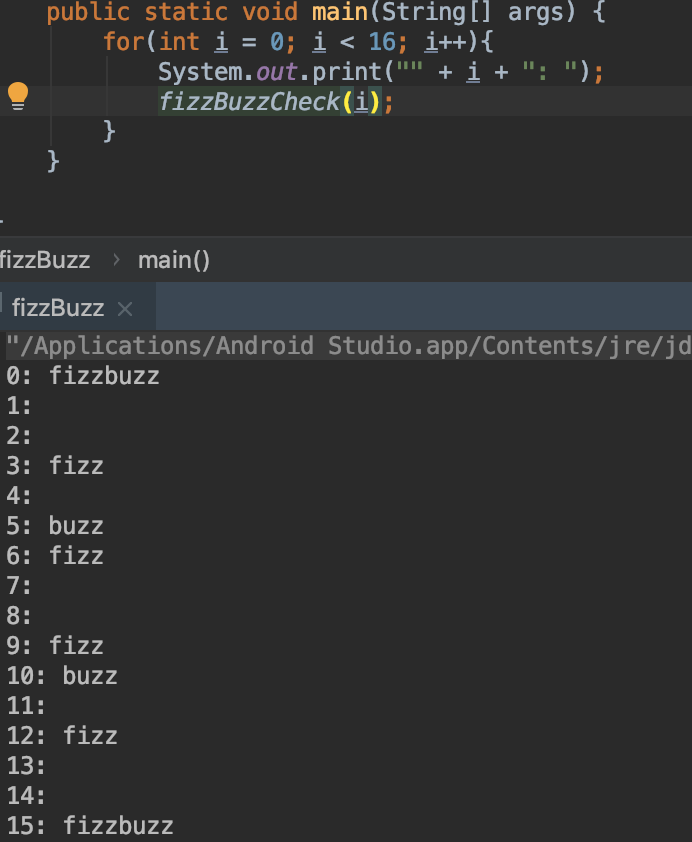 public static void main(String[] args) {
for(int i = 0; i < 16; i++){
System.out.print("" + i + ": ");
fizzBuzzCheck(i);
}
}
fizzBuzz > main()
fizzBuzz ×
"/Applications/Android Studio.app/Contents/jre/jd
0: fizzbuzz
1:
2:
3: fizz
4:
5: buzz
6: fizz
7:
8:
9: fizz
10: buzz
11:
12: fizz
13:
14:
15: fizzbuzz